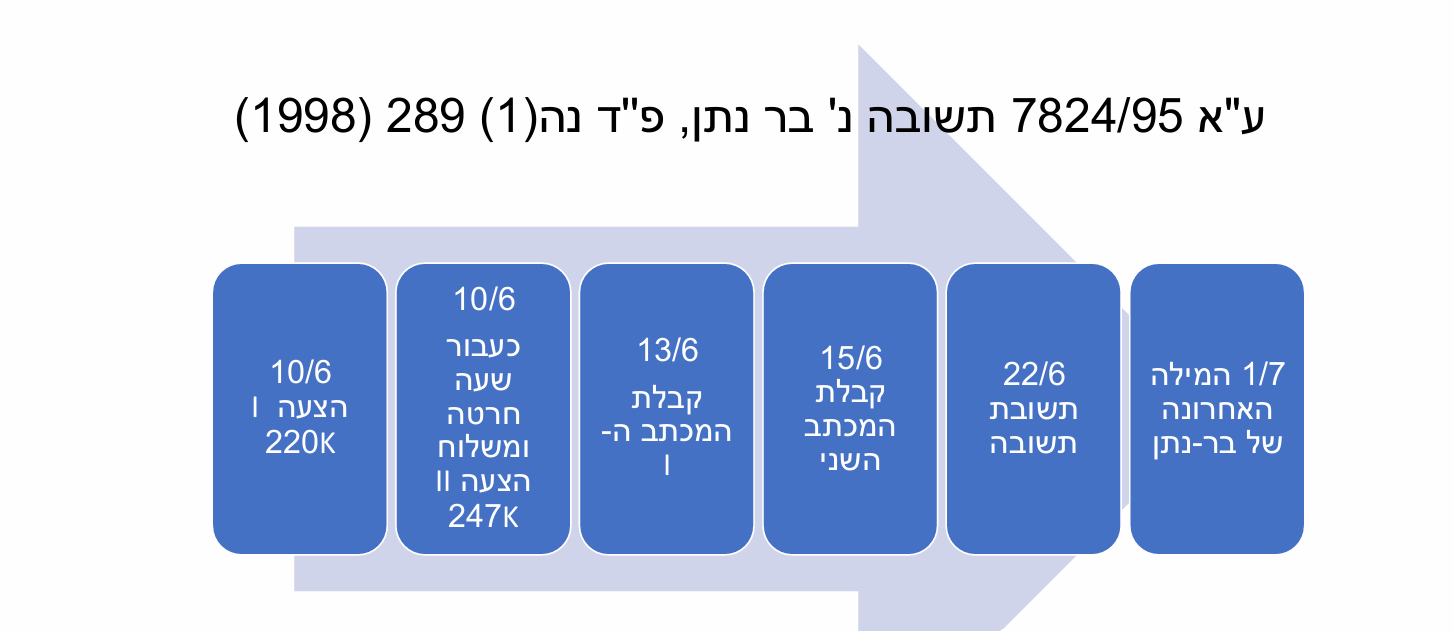 ע"א 7824/95 תשובה נ' בר נתן, פ"ד נה(1) 289 (1998)
10/6
הצעה I
220K
10/6
כעבור
שעה
חרטה
ומשלוח
הצעה II
247K
13/6
קבלת
המכתב ה-
I
15/6
קבלת
המכתב
השני
22/6
תשובת
תשובה
1/7 המילה
האחרונה
של בר-נתן